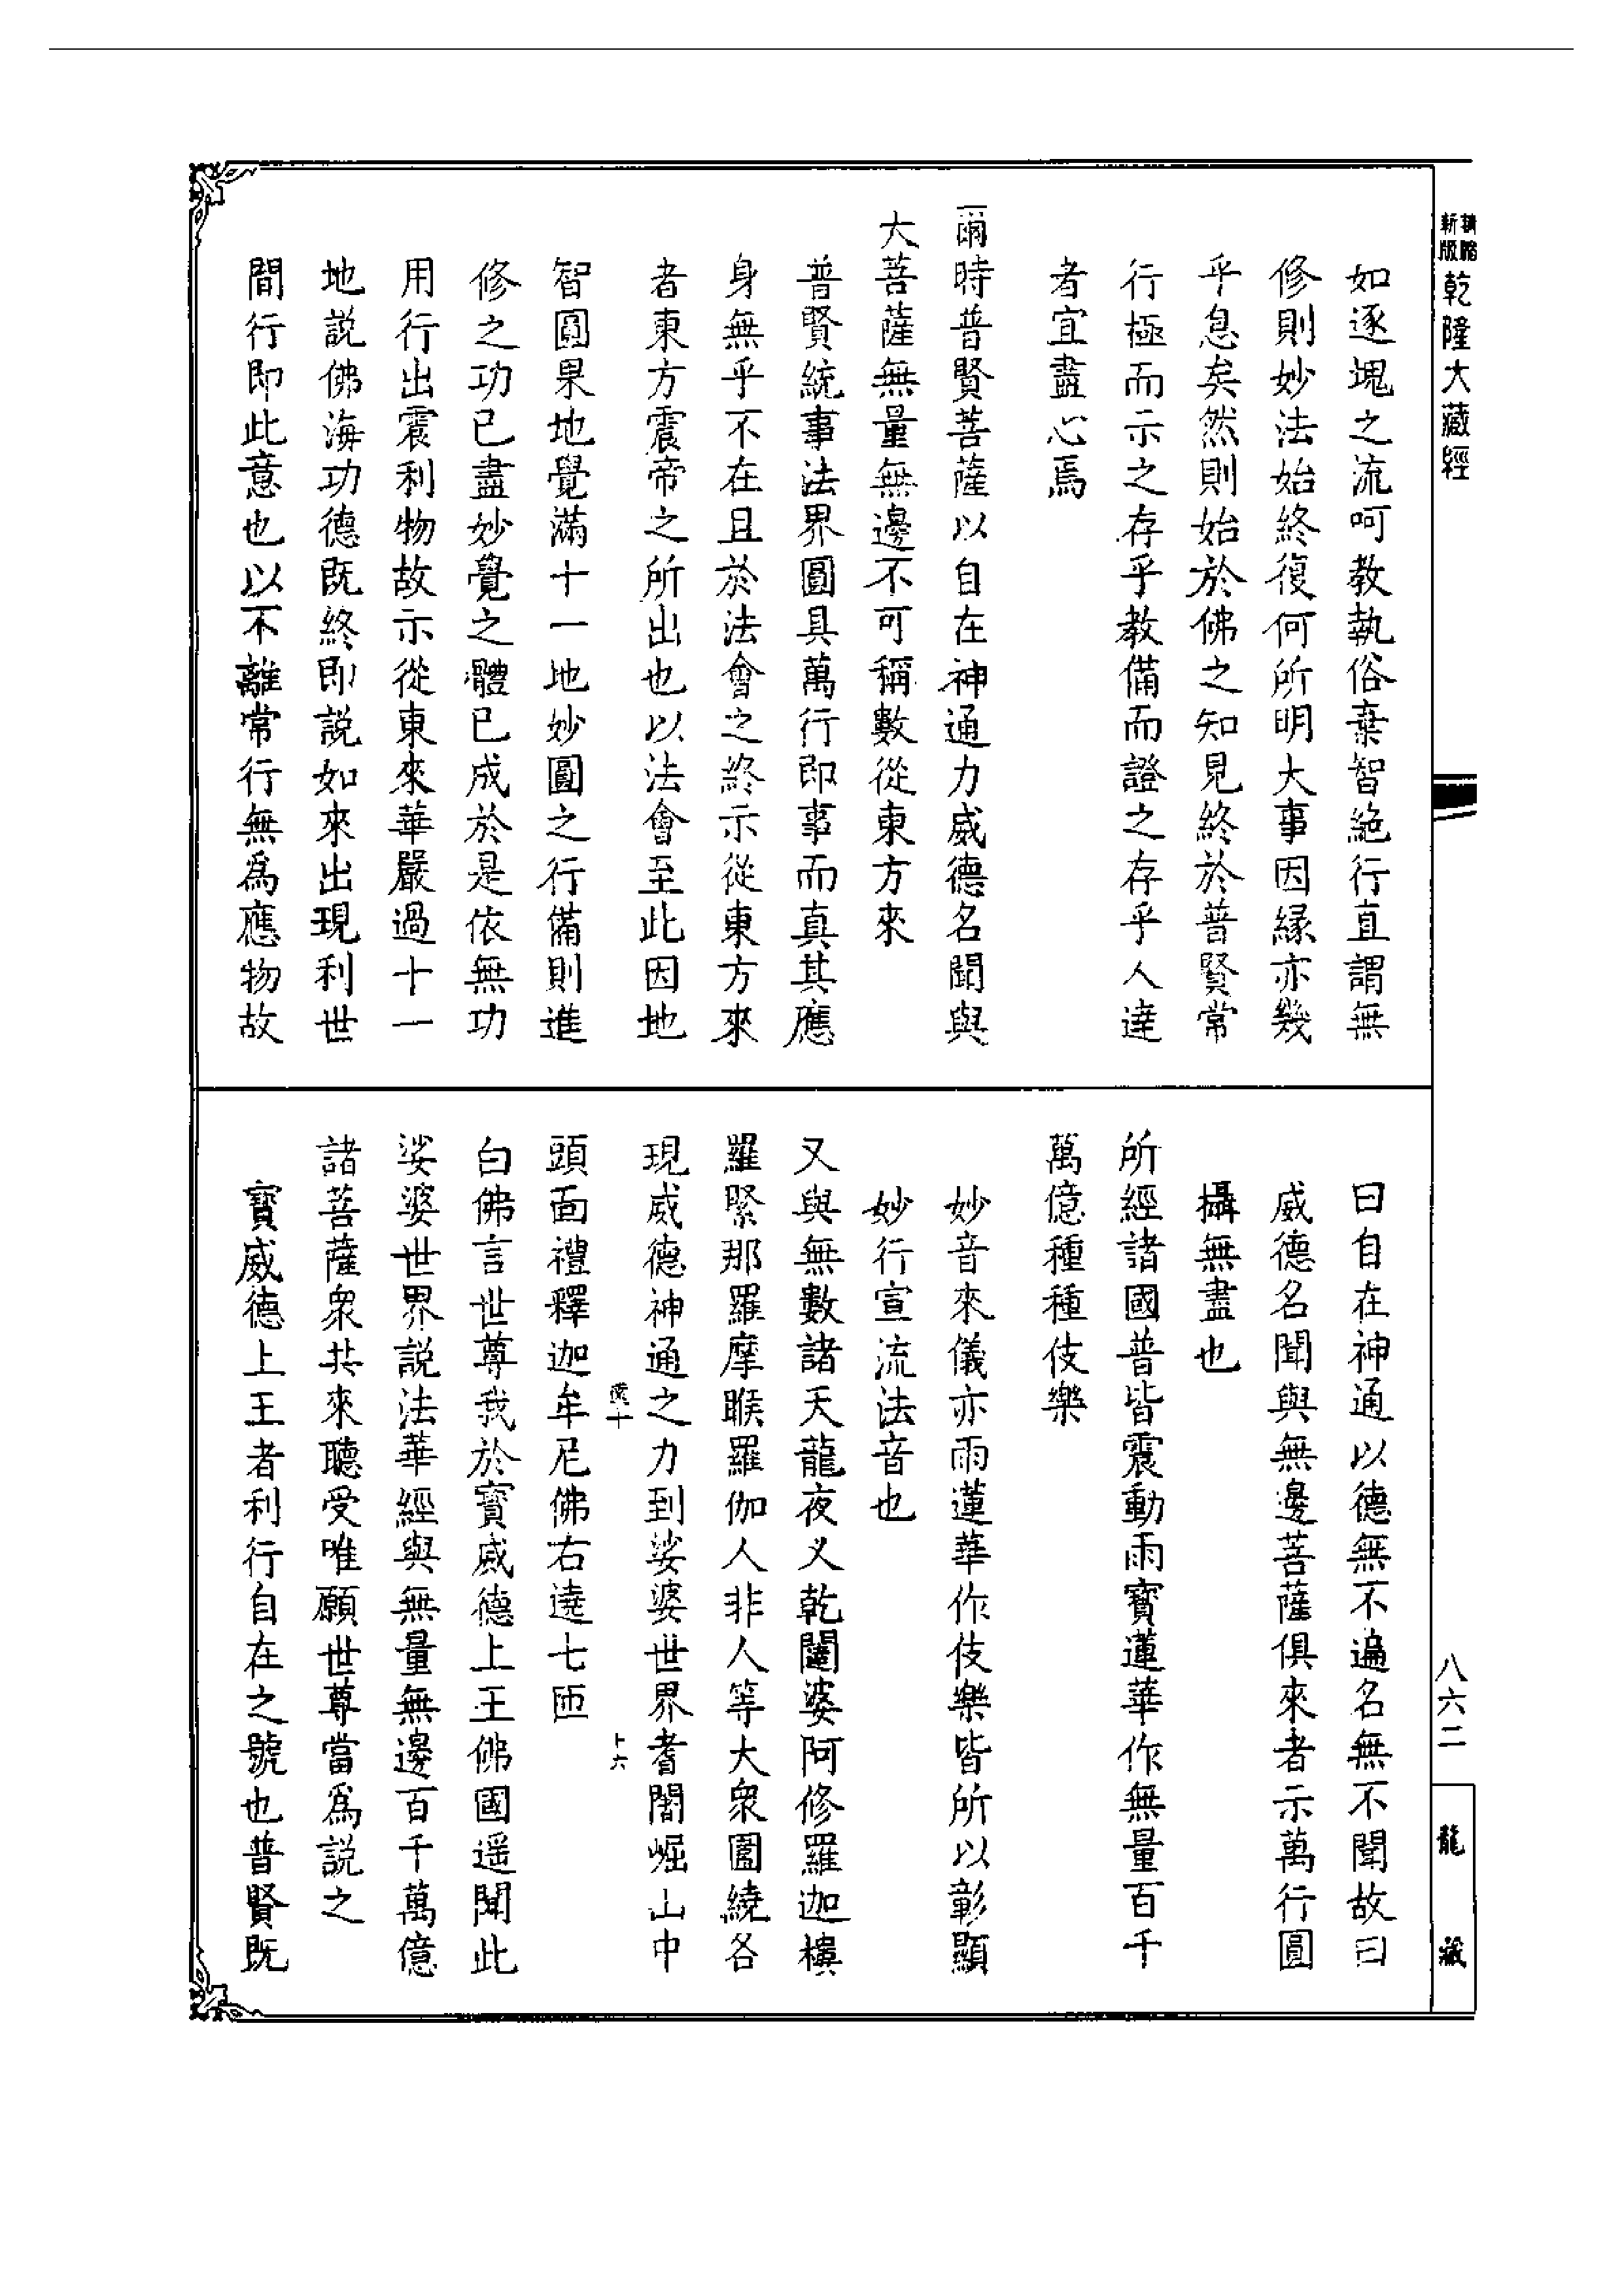 精縮
新版
乾隆大藏經
如逐塊之流呵教執俗棄智絶行直謂無
修則妙法始終復何所明大事因緣亦幾
乎息矣然則始於佛之知見終於普賢常
行極而示之存乎教備而證之存乎人達
者宜盡心焉
爾時普賢菩薩以自在神通力威德名聞與
大菩薩無量無邊不可稱數從東方來
普賢統事法界圓具萬行即事而真其應
身無乎不在且於法會之終示從東方來
者東方震帝之所出也以法會至此因地
智圓果地覺滿十一地妙圓之行備則進
修之功已盡妙覺之體已成於是依無功
用行出震利物故示從東來華嚴過十一
地説佛海功德既終即説如來出現利世
間行即此意也以不離常行無爲應物故
曰自在神通以德無不遍名無不聞故曰
威德名聞與無邊菩薩俱來者示萬行圓
攝無盡也
所經諸國普皆震動雨寳蓮華作無量百千
萬億種種伎樂
妙音來儀亦雨蓮華作伎樂皆所以彰顯
妙行宣流法音也
又與無數諸天龍夜叉乾闥婆阿修羅迦樓
羅緊那羅摩睺羅伽人非人等大衆圍繞各
現威德神通之力到娑婆世界耆闍崛山中
十
十六
頭面禮釋迦牟尼佛右遶七匝
白佛言世尊我於寳威德上王佛國遥聞此
娑婆世界説法華經與無量無邊百千萬億
諸菩薩衆共來聽受唯願世尊當爲説之
寳威德上王者利行自在之號也普賢既
八六二
龍藏